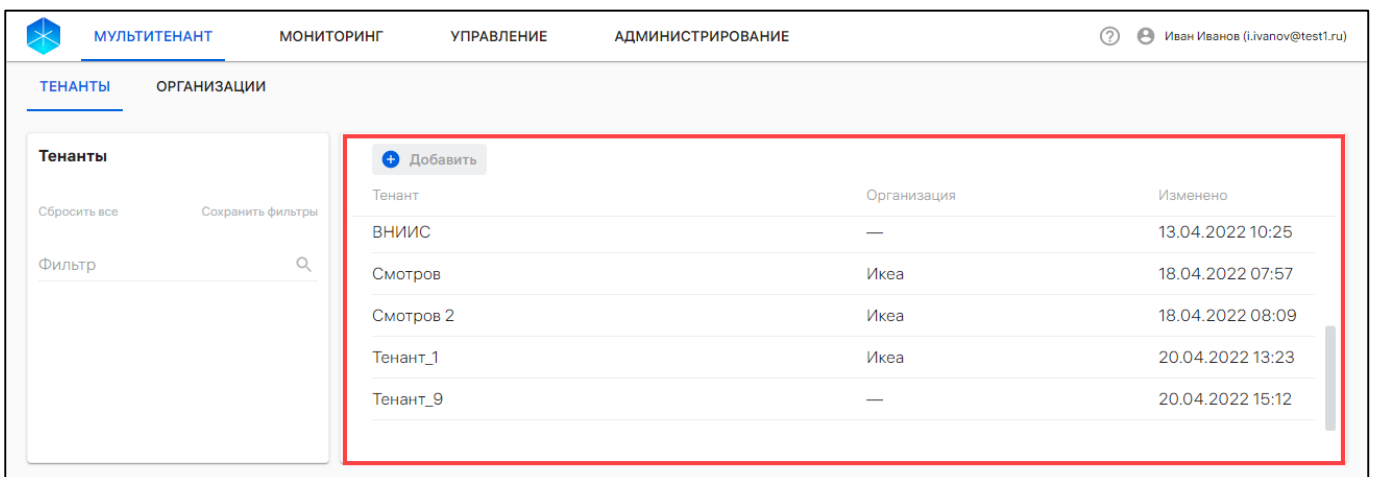 МУЛЬТИТЕНАНТ МОНИТОРИНГ УПРАВЛЕНИЕ АДМИНИСТРИРОВАНИЕ ? Иван Иванов (i.ivanov@test1.ru)
ТЕНАНТЫ ОРГАНИЗАЦИИ
Тенанты
Сбросить все Сохранить фильтры
Фильтр
+ Добавить
Тенант Организация Изменено
ВНИИС — 13.04.2022 10:25
Смотров Икеа 18.04.2022 07:57
Смотров 2 Икеа 18.04.2022 08:09
Тенант_1 Икеа 20.04.2022 13:23
Тенант_9 — 20.04.2022 15:12